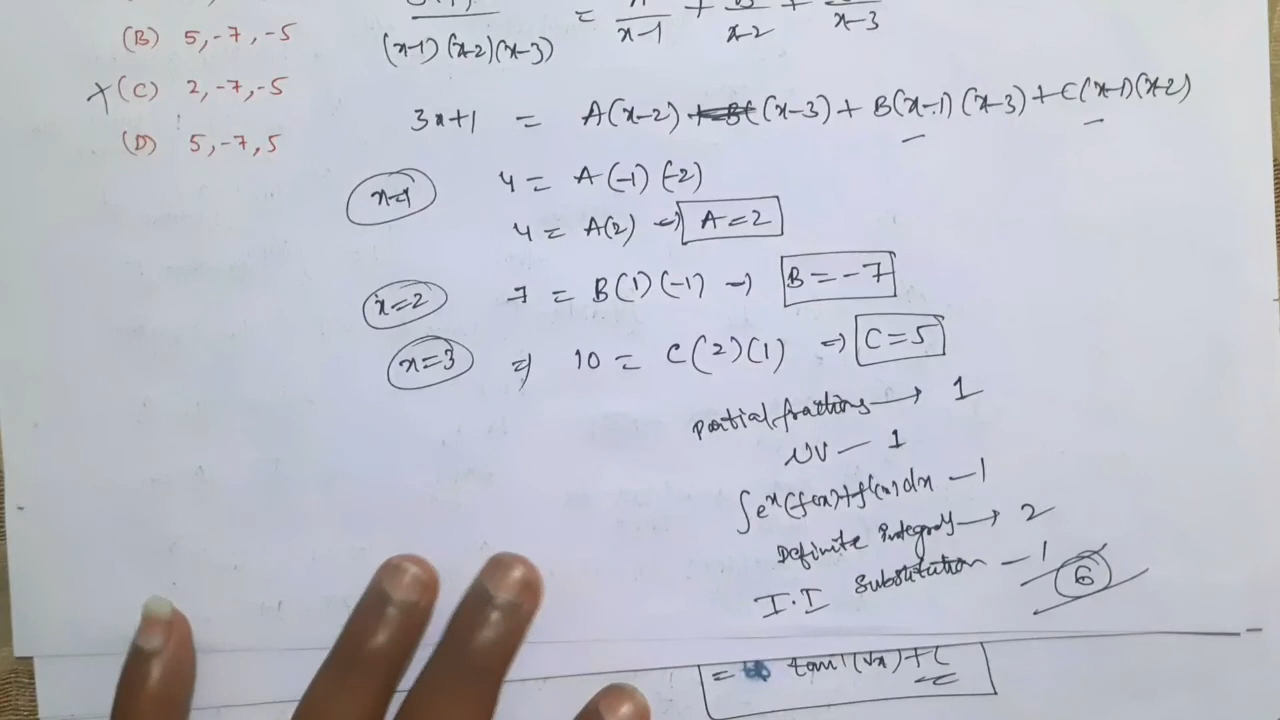 (B) 5, -7, -5
(C) 2, -7, -5
(D) 5, -7, 5
(x-1) (x-2)(x-3) = x-1 + x-2 + x-3
3x+1 = A(x-2) (x-3) + B(x-1)(x-3) + C(x-1)(x-2)
x=1 4 = A(-1)(-2)
4 = A(2) => A=2
x=2 7 = B(1)(-1) → B=-7
x=3 => 10 = C(2)(1) => C=5
partial fractions → 1
UV — 1
∫e^x(f(x)+f'(x))dx — 1
Definite Integrals → 2
I.I Substitution — 1
6
= tan⁻¹(√x)+C